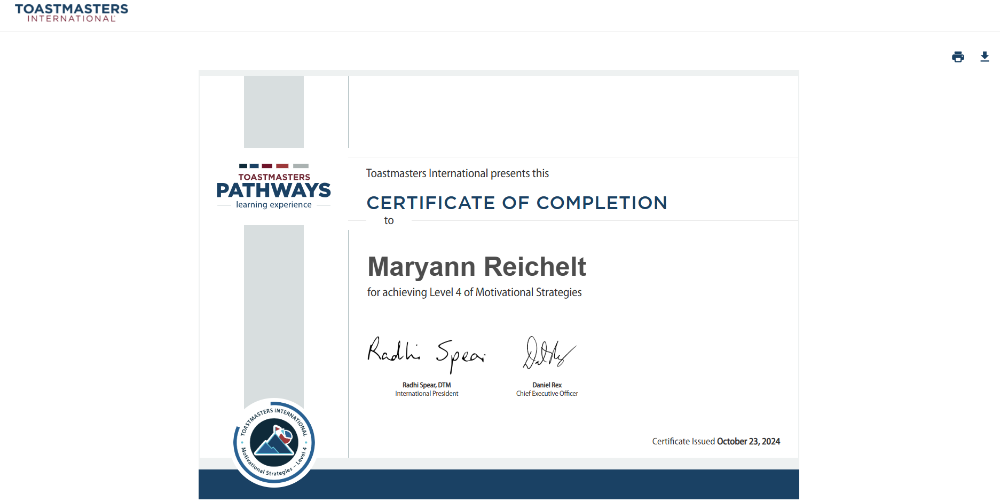 TOASTMASTERS
INTERNATIONAL
TOASTMASTERS
PATHWAYS
learning experience
Toastmasters International presents this
CERTIFICATE OF COMPLETION
to
Maryann Reichelt
for achieving Level 4 of Motivational Strategies
Radhi Spear
Radhi Spear, DTM
International President
Daniel Rex
Chief Executive Officer
TOASTMASTERS INTERNATIONAL
Motivational Strategies – Level 4
Certificate Issued October 23, 2024